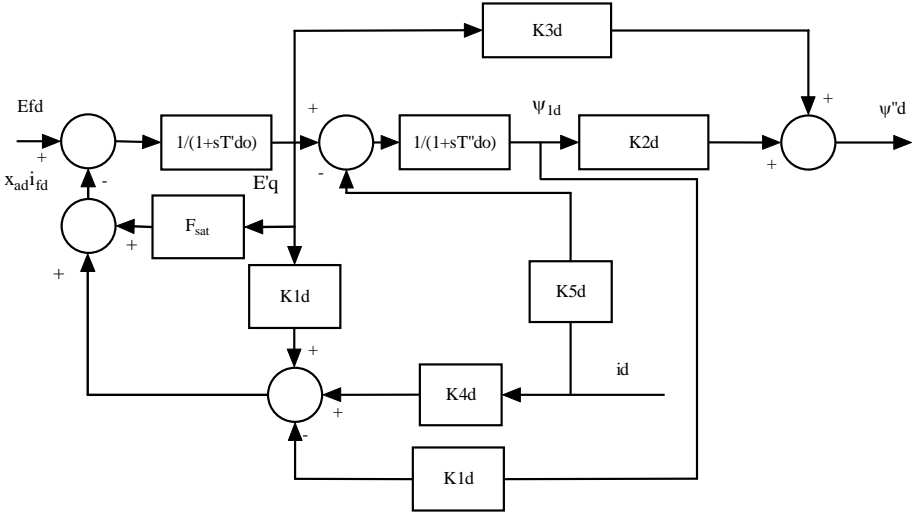 K3d
Efd
+
ψ1d
+
ψ"d
+
1/(1+sT'do)
+
1/(1+sT"do)
K2d
+
xadifd
-
E'q
-
Fsat
+
+
K1d
K5d
+
id
K4d
+
-
K1d